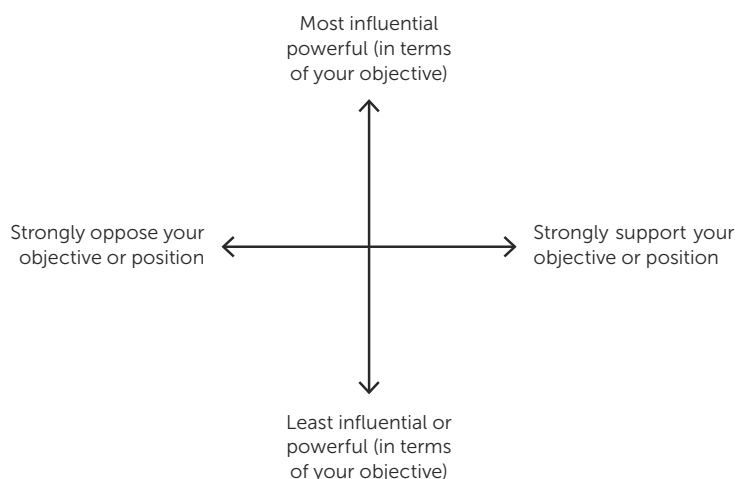 Most influential
powerful (in terms
of your objective)
Strongly oppose your
objective or position
Strongly support your
objective or position
Least influential or
powerful (in terms
of your objective)